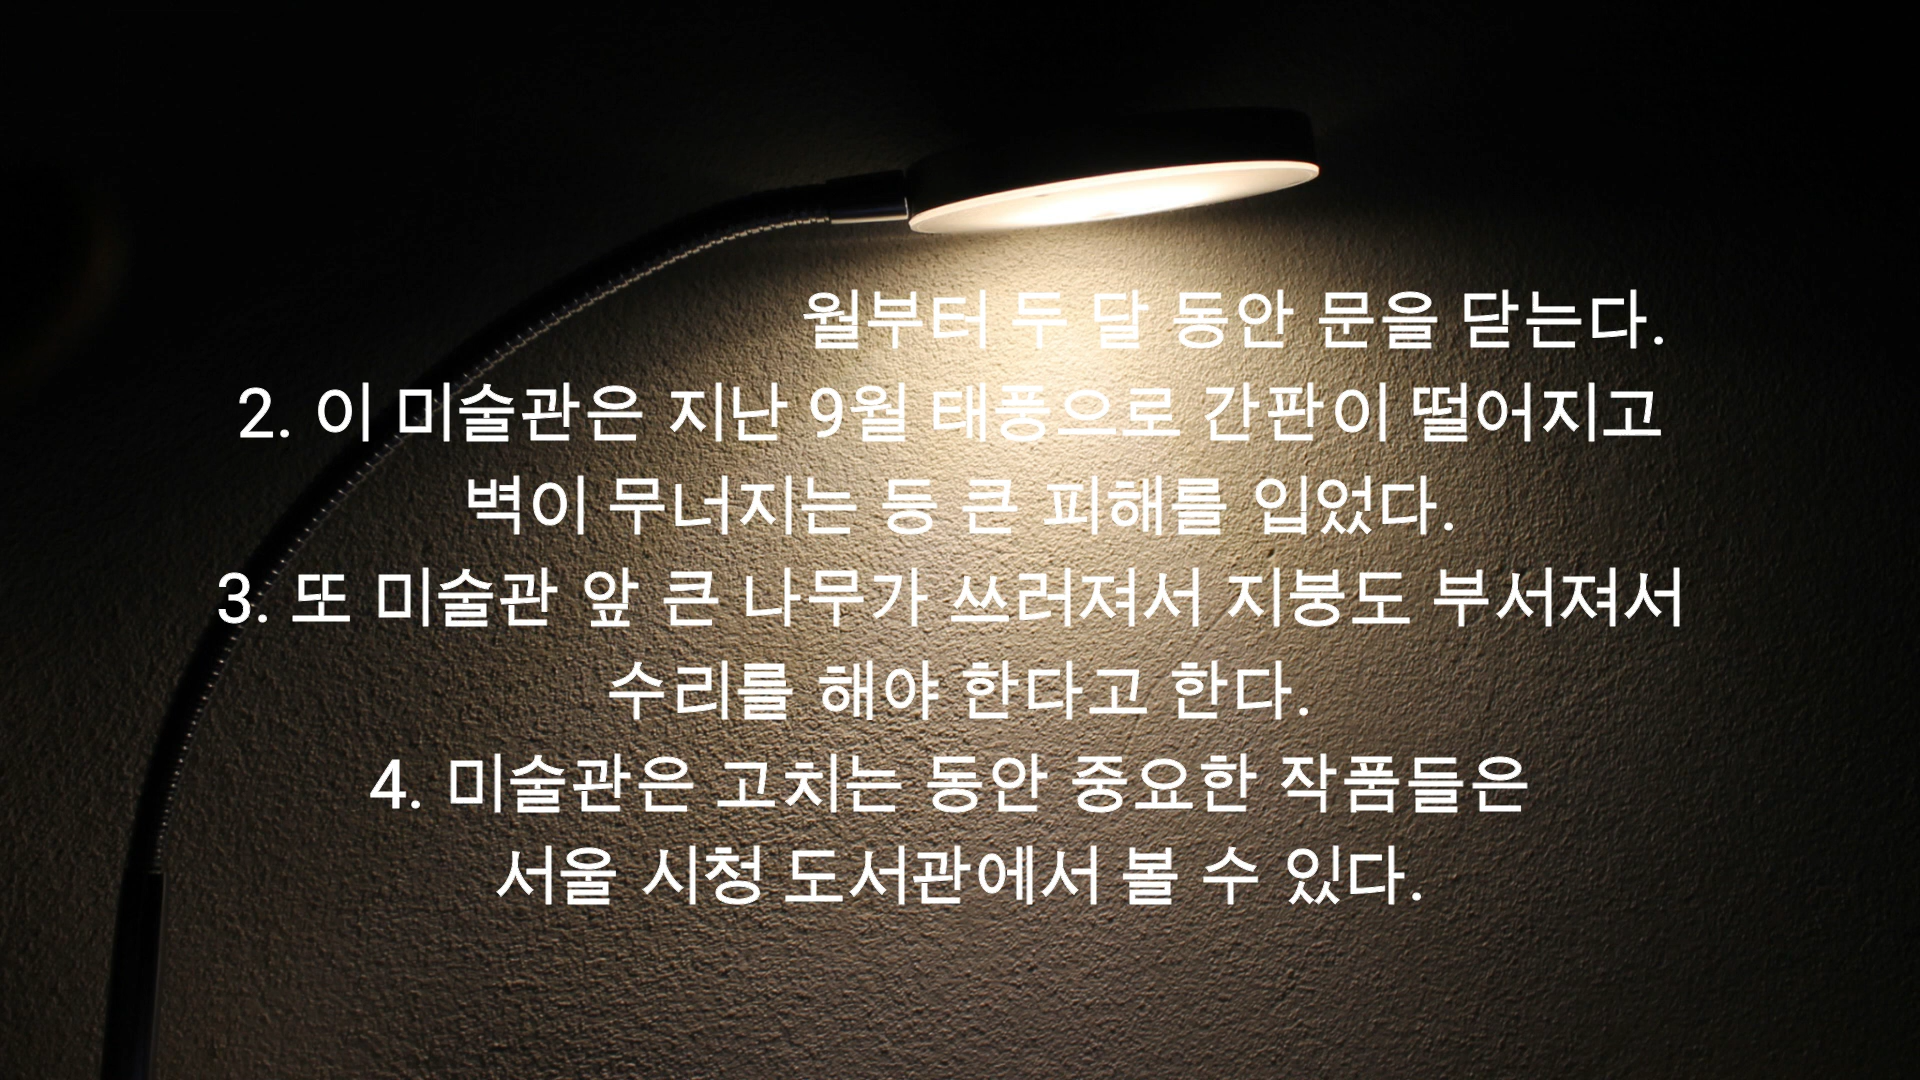 월부터 두 달 동안 문을 닫는다.
2. 이 미술관은 지난 9월 태풍으로 간판이 떨어지고
벽이 무너지는 등 큰 피해를 입었다.
3. 또 미술관 앞 큰 나무가 쓰러져서 지붕도 부서져서
수리를 해야 한다고 한다.
4. 미술관은 고치는 동안 중요한 작품들은
서울 시청 도서관에서 볼 수 있다.